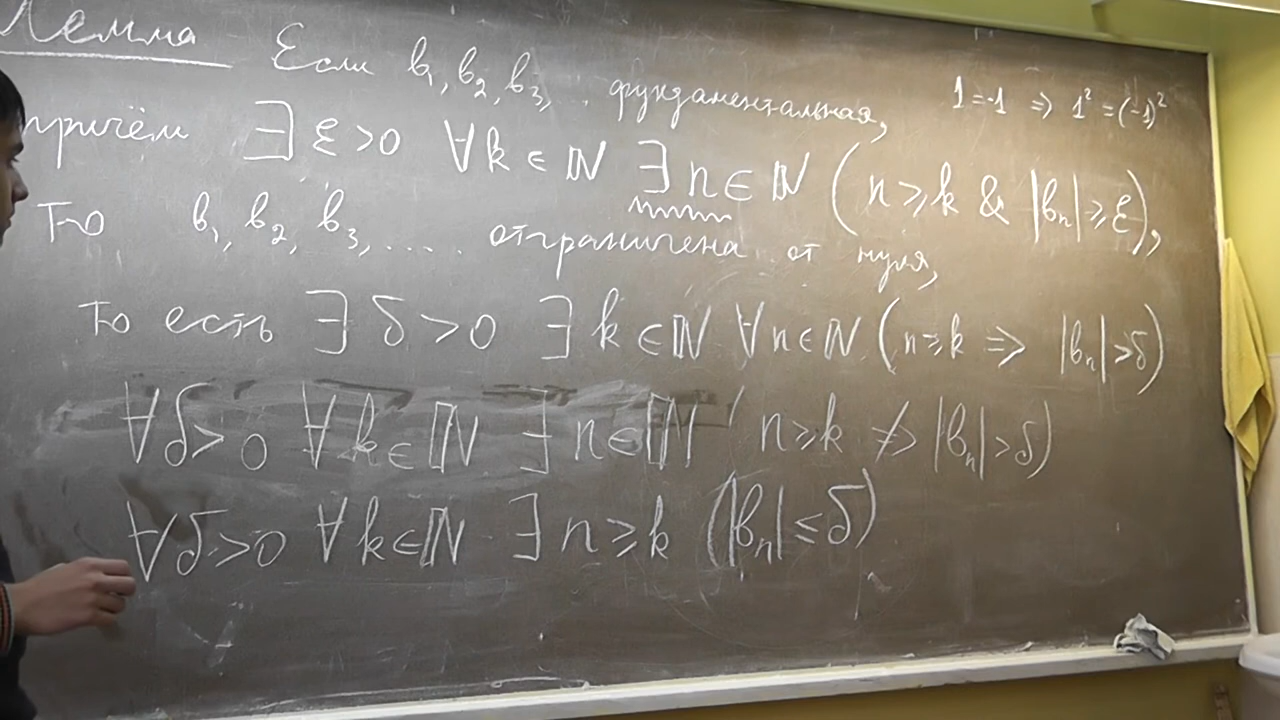 Лемма Если b₁, b₂, b₃, ... фундаментальная,
1 = -1 ⇒ 1² = (-1)²
причём ∃ ε > 0 ∀k ∈ ℕ ∃ n ∈ ℕ (n ⩾ k & |bₙ| ⩾ ε),
то b₁, b₂, b₃, .... отграничена от нуля,
то есть ∃ δ > 0 ∃ k ∈ ℕ ∀n ∈ ℕ (n ⩾ k ⇒ |bₙ| > δ)
∀δ > 0 ∀k ∈ ℕ ∃ n ∈ ℕ (n ⩾ k ⇏ |bₙ| > δ)
∀δ > 0 ∀k ∈ ℕ ∃ n ⩾ k (|bₙ| ⩽ δ)